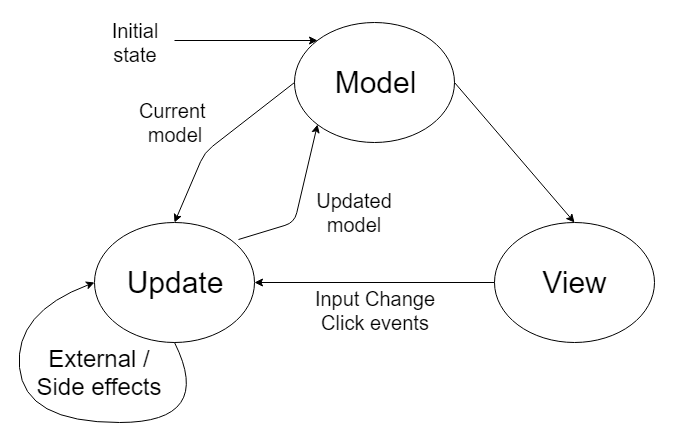 Initial
state
Model
Current
model
Updated
model
Update
View
Input Change
Click events
External /
Side effects